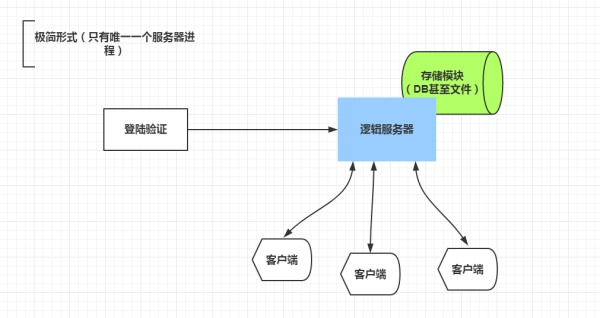 极简形式（只有唯一一个服务器进
程）
存储模块
（DB甚至文件）
登陆验证
逻辑服务器
客户端
客户端
客户端